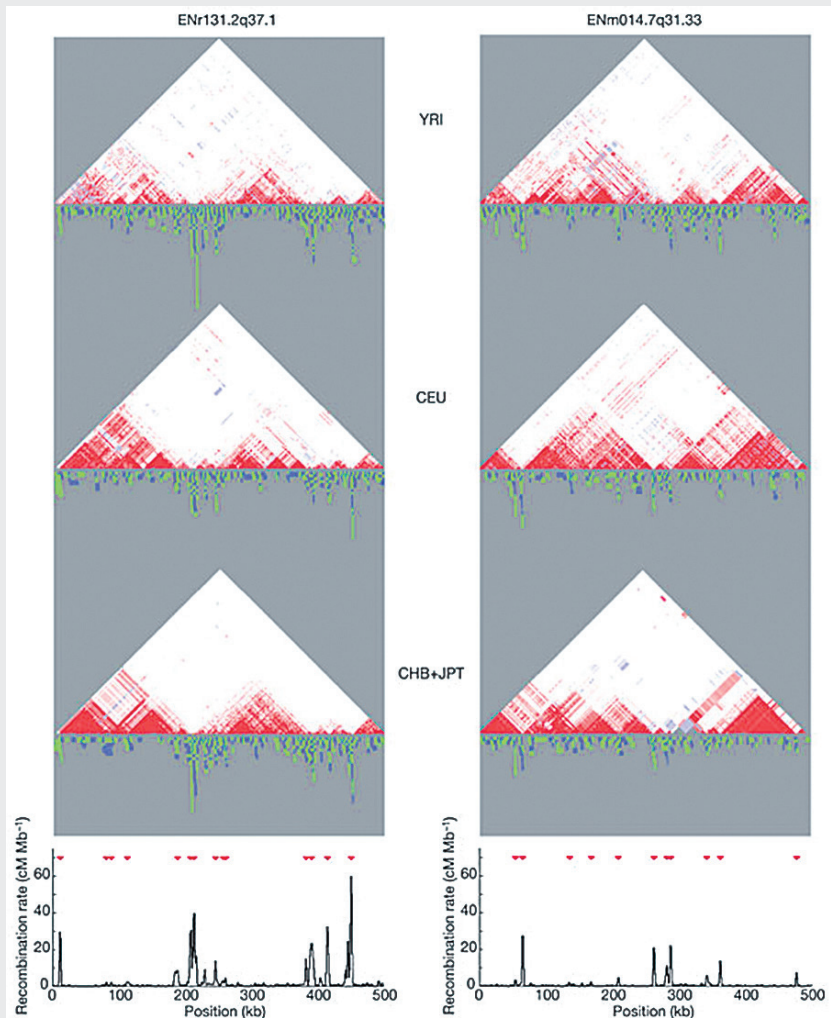 ENr131.2q37.1
ENm014.7q31.33
YRI
CEU
CHB+JPT
Recombination rate (cM Mb⁻¹)
60
40
20
0
0 100 200 300 400 500
Position (kb)
Recombination rate (cM Mb⁻¹)
60
40
20
0
0 100 200 300 400 500
Position (kb)